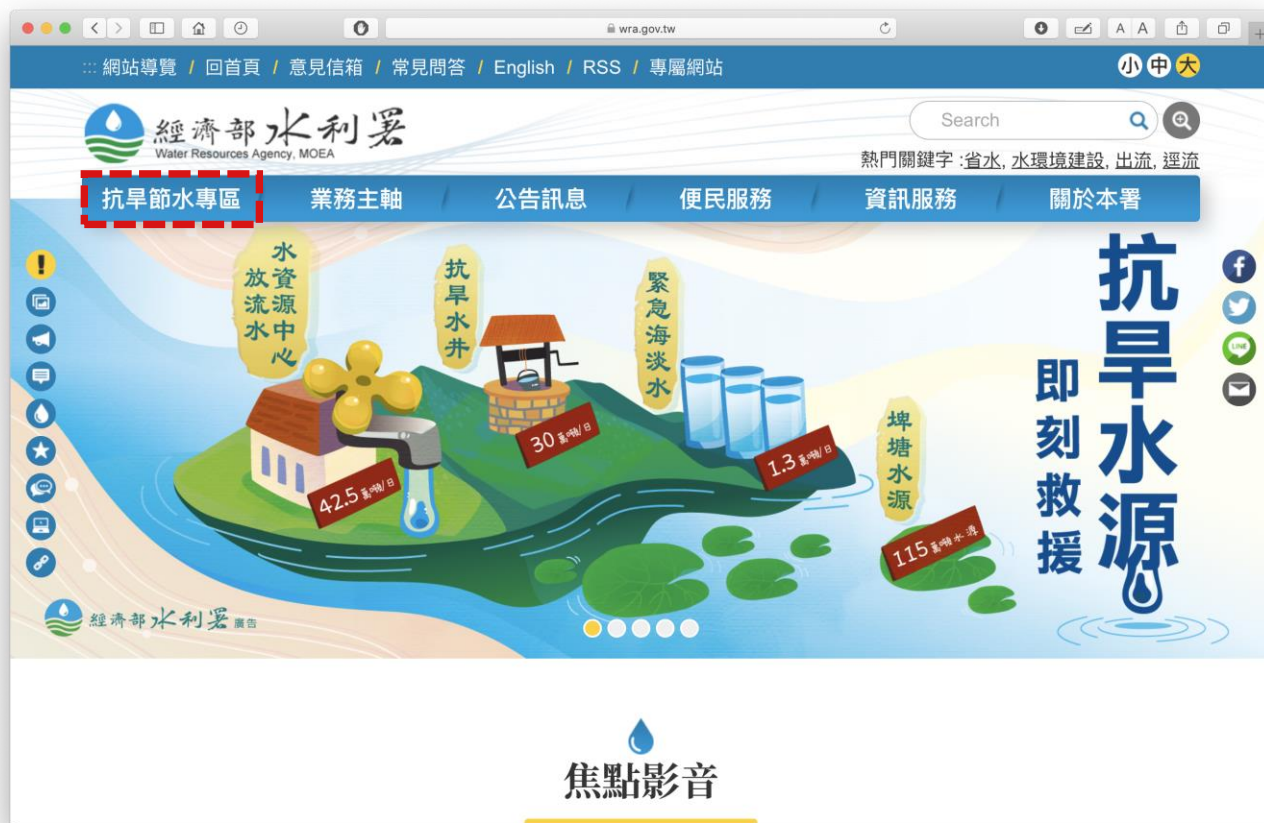 wra.gov.tw
A A
::: 網站導覽 / 回首頁 / 意見信箱 / 常見問答 / English / RSS / 專屬網站
小 中 大
經濟部水利署
Water Resources Agency, MOEA
Search
熱門關鍵字 :省水, 水環境建設, 出流, 逕流
抗旱節水專區 業務主軸 公告訊息 便民服務 資訊服務 關於本署
水資源中心
放流水
42.5 萬噸/日
抗旱水井
30 萬噸/日
緊急海淡水
1.3 萬噸/日
埤塘水源
115 萬噸水源
抗旱水源
即刻救援
LINE
經濟部水利署 廣告
焦點影音